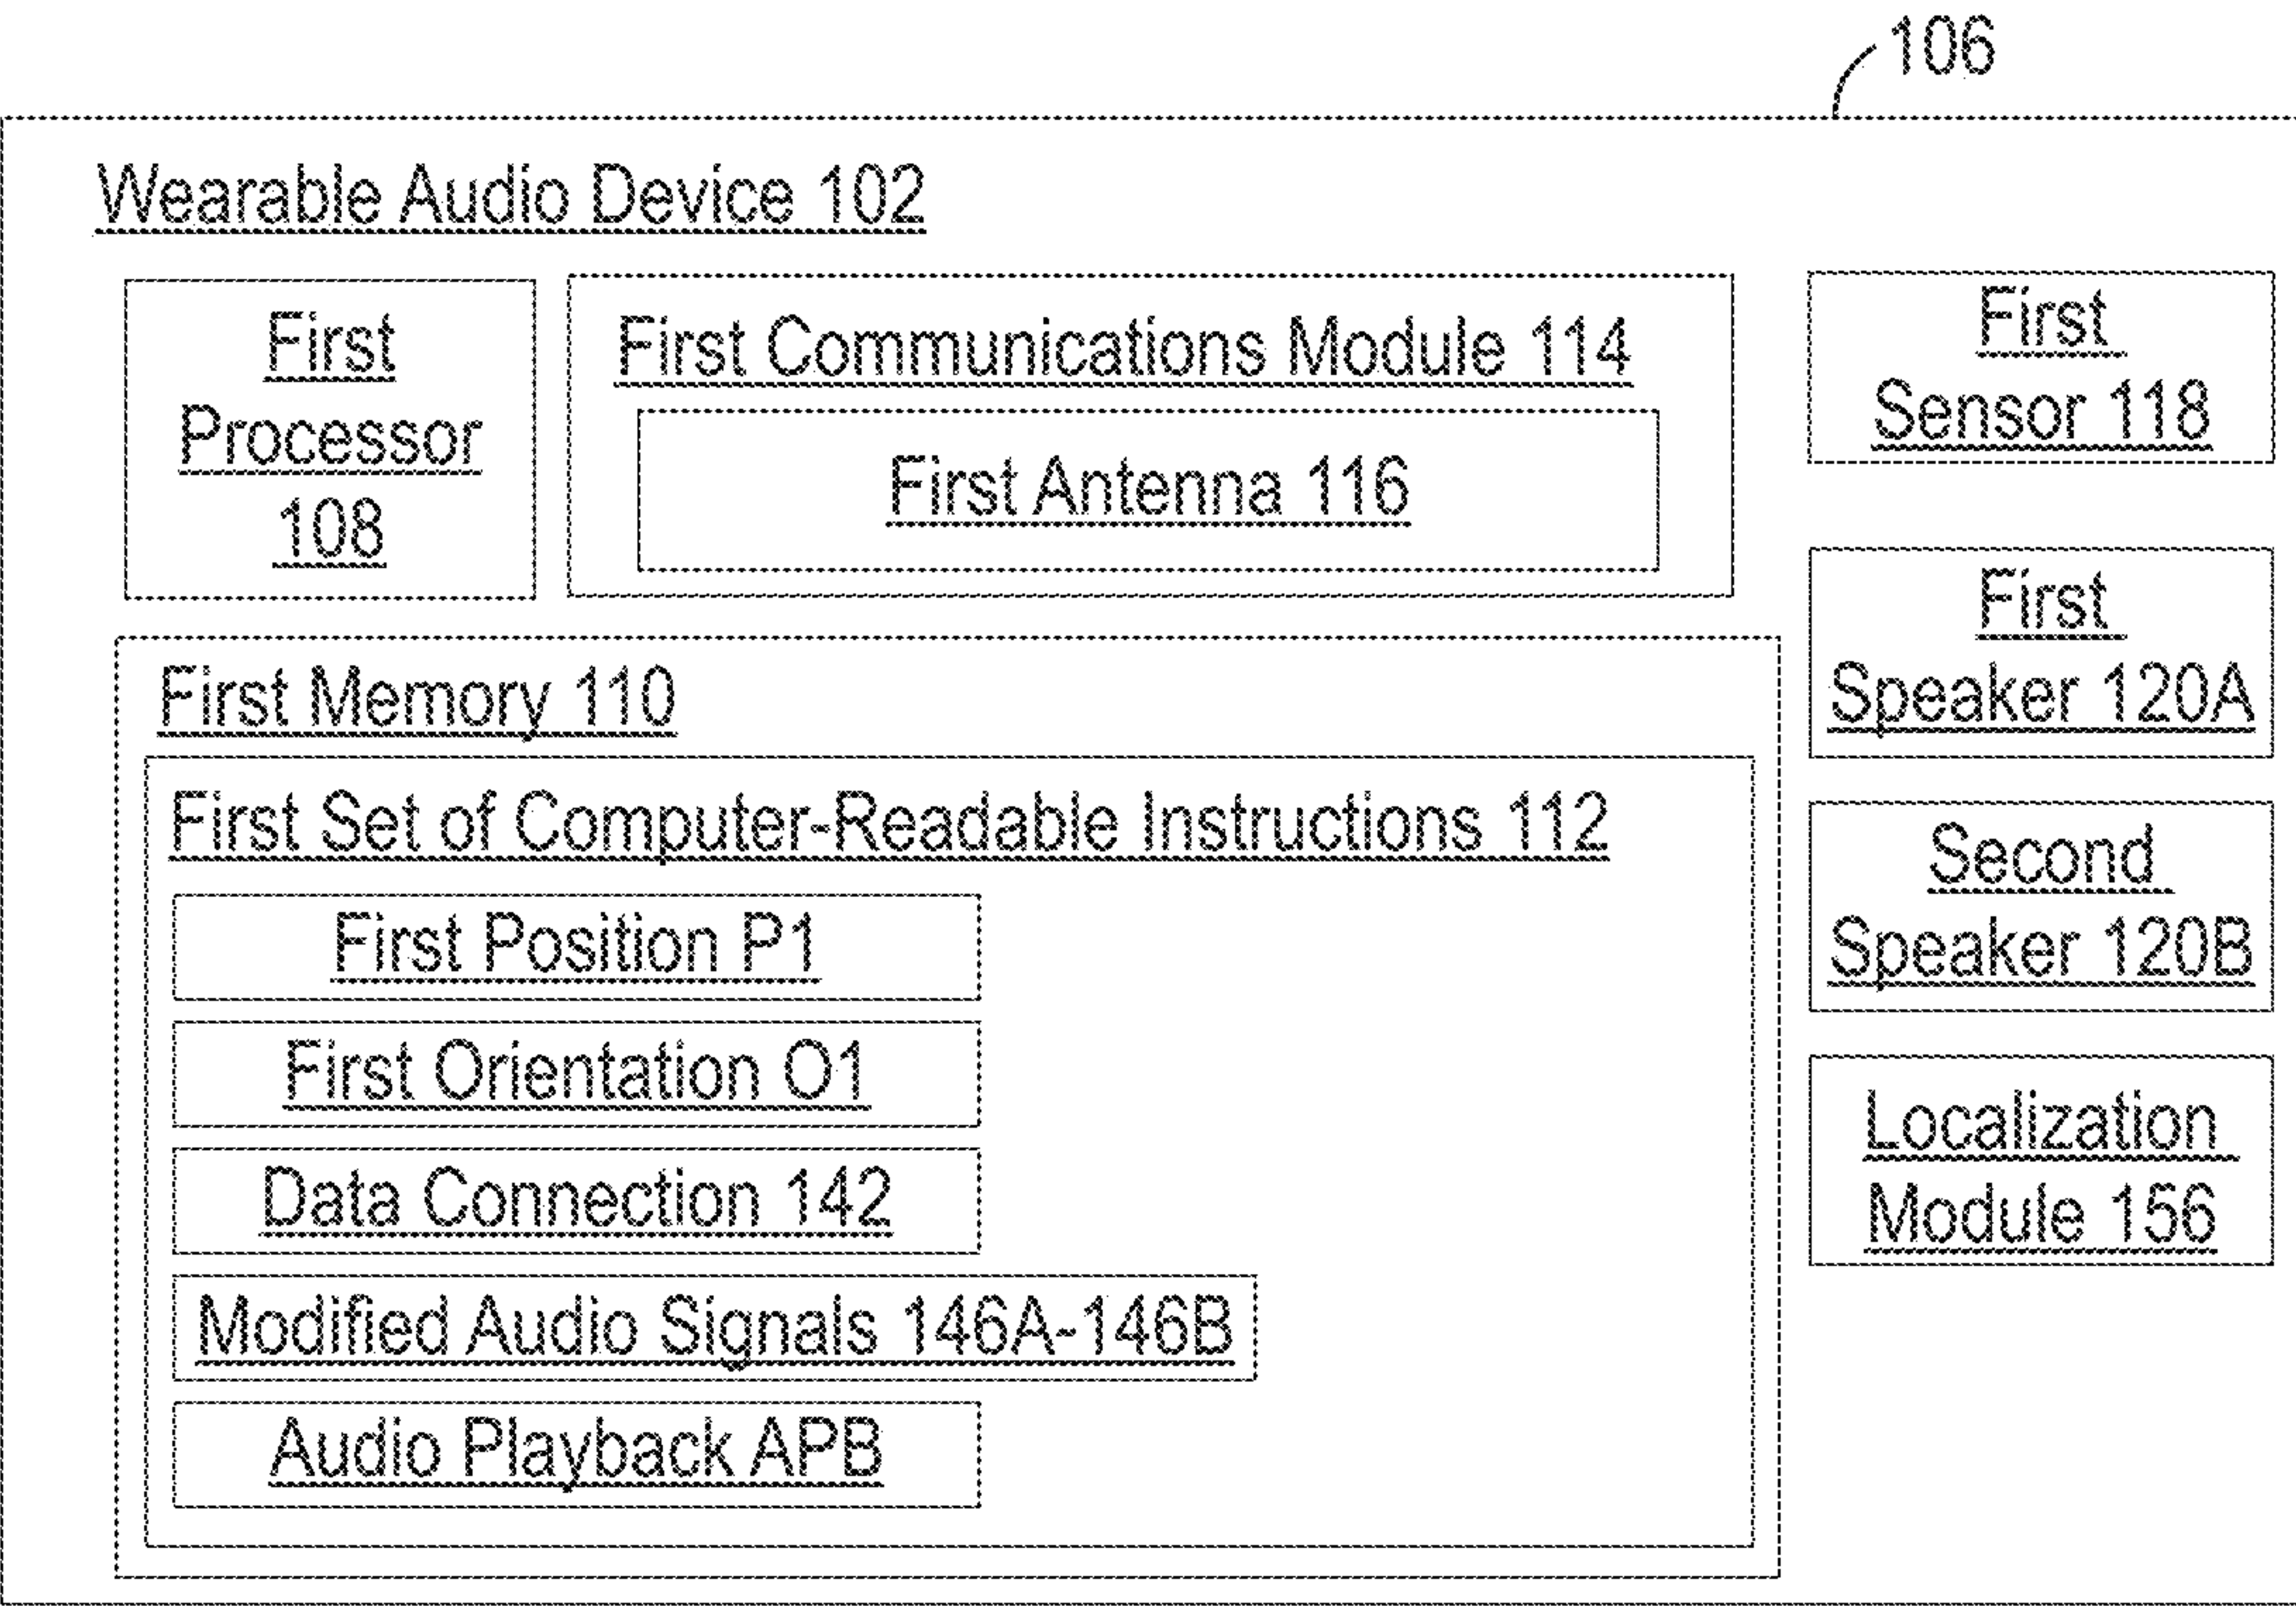 106
Wearable Audio Device 102
First
Processor
108
First Communications Module 114
First Antenna 116
First
Sensor 118
First
Speaker 120A
Second
Speaker 120B
Localization
Module 156
First Memory 110
First Set of Computer-Readable Instructions 112
First Position P1
First Orientation O1
Data Connection 142
Modified Audio Signals 146A-146B
Audio Playback APB